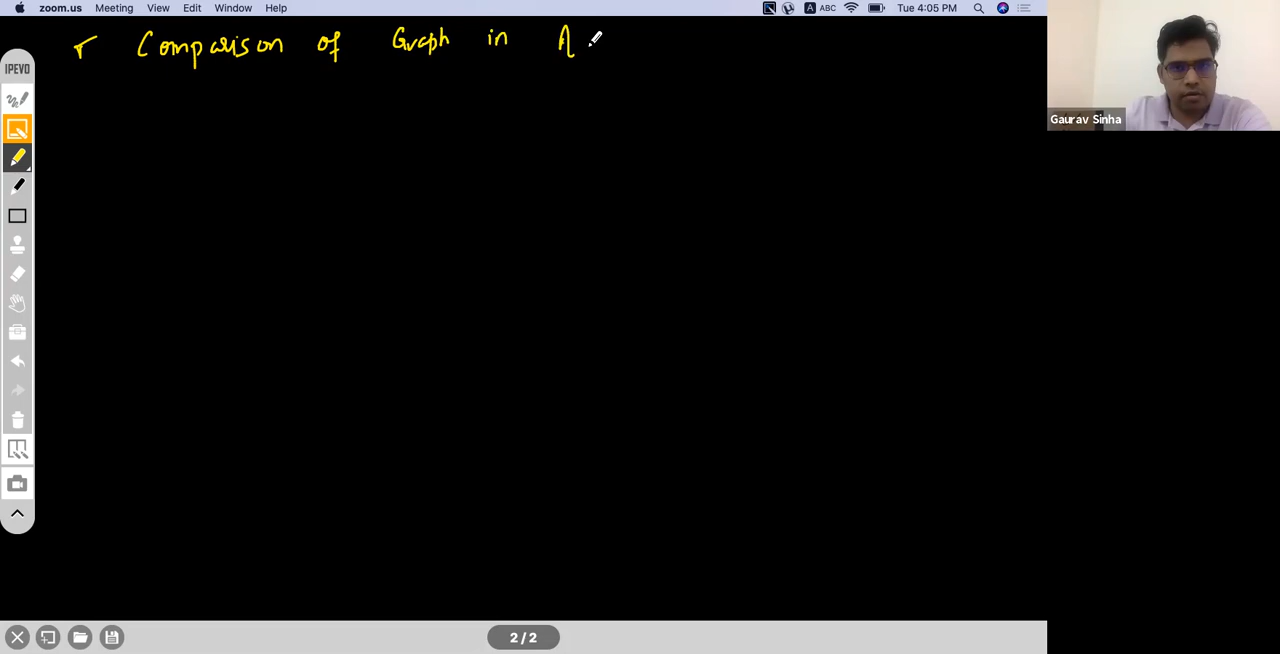 zoom.us Meeting View Edit Window Help A ABC Tue 4:05 PM
Comparison of Graph in
IPEVO
Gaurav Sinha
2 / 2